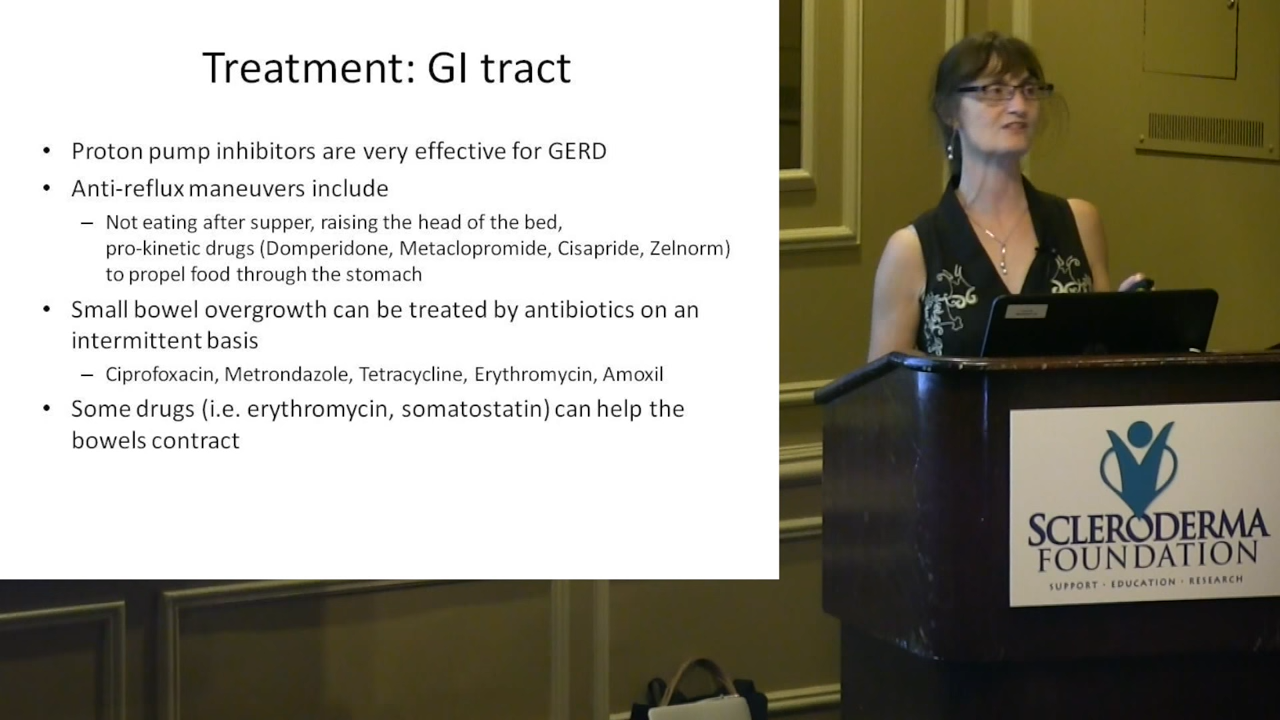 Treatment: GI tract
• Proton pump inhibitors are very effective for GERD
• Anti-reflux maneuvers include
– Not eating after supper, raising the head of the bed,
pro-kinetic drugs (Domperidone, Metaclopromide, Cisapride, Zelnorm)
to propel food through the stomach
• Small bowel overgrowth can be treated by antibiotics on an
intermittent basis
– Ciprofoxacin, Metrondazole, Tetracycline, Erythromycin, Amoxil
• Some drugs (i.e. erythromycin, somatostatin) can help the
bowels contract
SCLERODERMA
FOUNDATION
SUPPORT · EDUCATION · RESEARCH